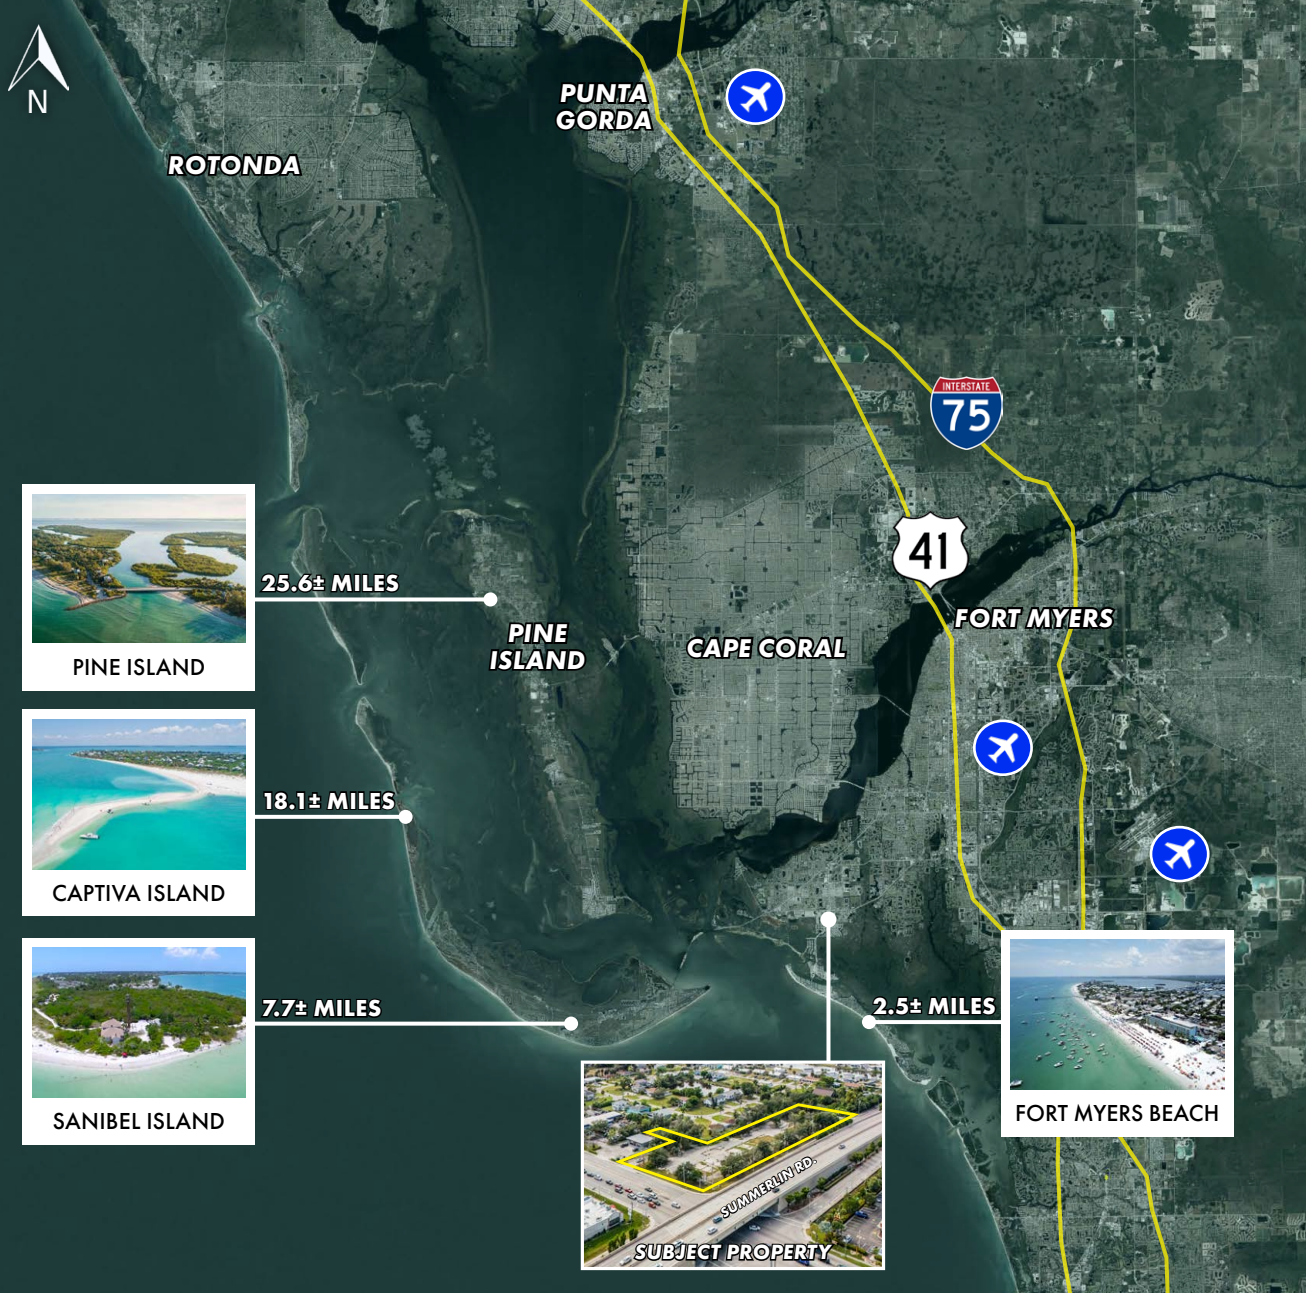 N
PUNTA
GORDA
ROTONDA
INTERSTATE
75
41
25.6± MILES
PINE ISLAND
PINE
ISLAND
CAPE CORAL
FORT MYERS
18.1± MILES
CAPTIVA ISLAND
7.7± MILES
SANIBEL ISLAND
2.5± MILES
FORT MYERS BEACH
SUMMERLIN RD.
SUBJECT PROPERTY